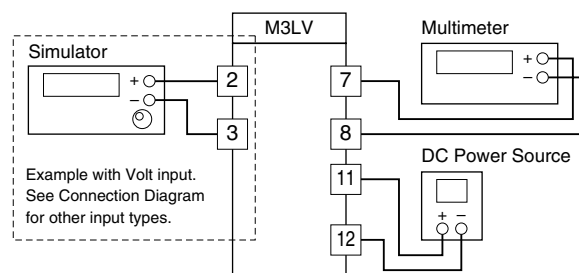 M3LV
Simulator
+
−
2
3
Example with Volt input.
See Connection Diagram
for other input types.
7
8
11
12
Multimeter
+
−
DC Power Source
+ −